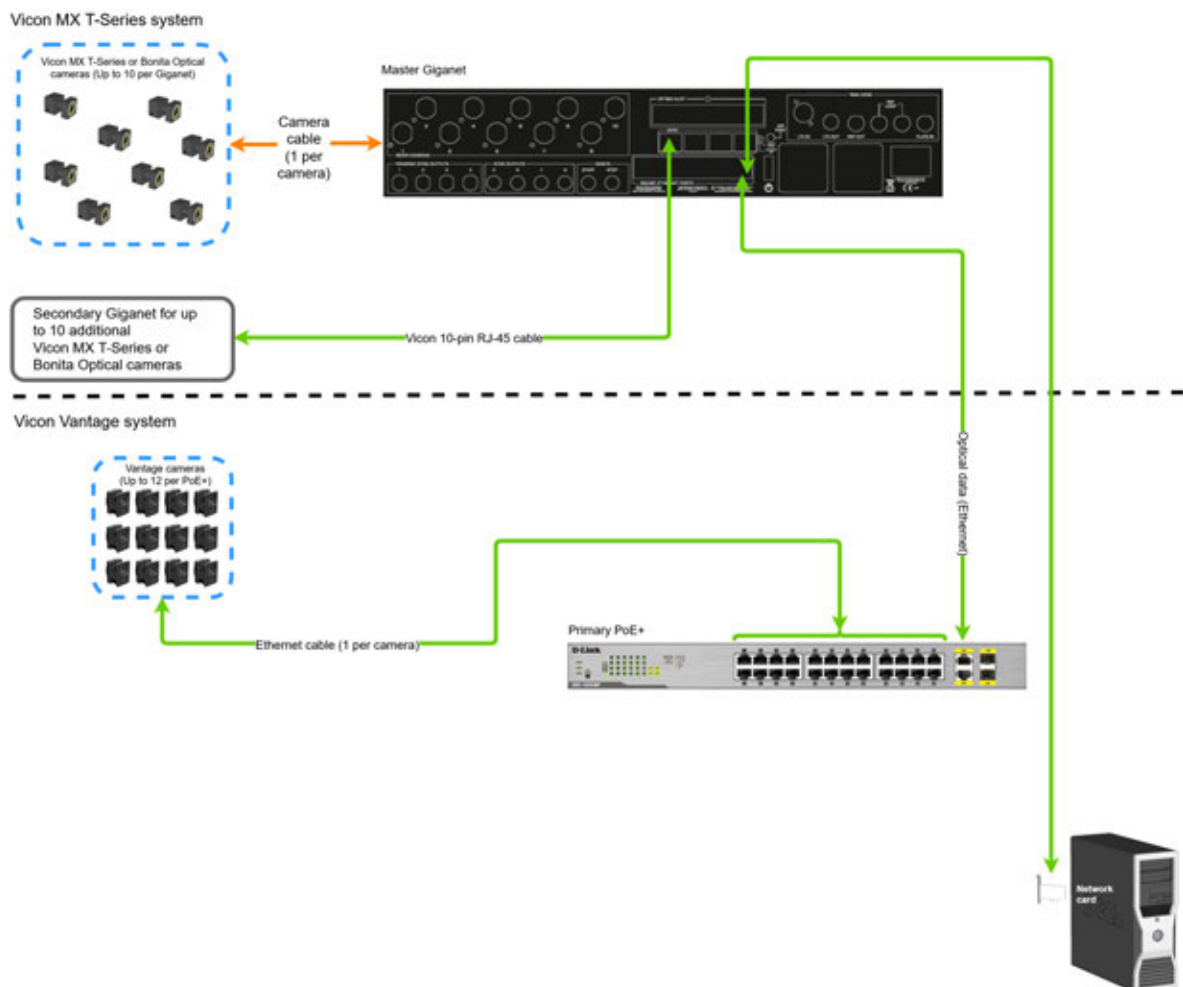 Vicon MX T-Series system
Vicon MX T-Series or Bonita Optical
cameras (Up to 10 per Giganet)
Master Giganet
Camera
cable
(1 per
camera)
Secondary Giganet for up
to 10 additional
Vicon MX T-Series or
Bonita Optical cameras
Vicon 10-pin RJ-45 cable
Vicon Vantage system
Vantage cameras
(Up to 12 per PoE+)
Optical data (Ethernet)
Ethernet cable (1 per camera)
Primary PoE+
D-Link
Network
card